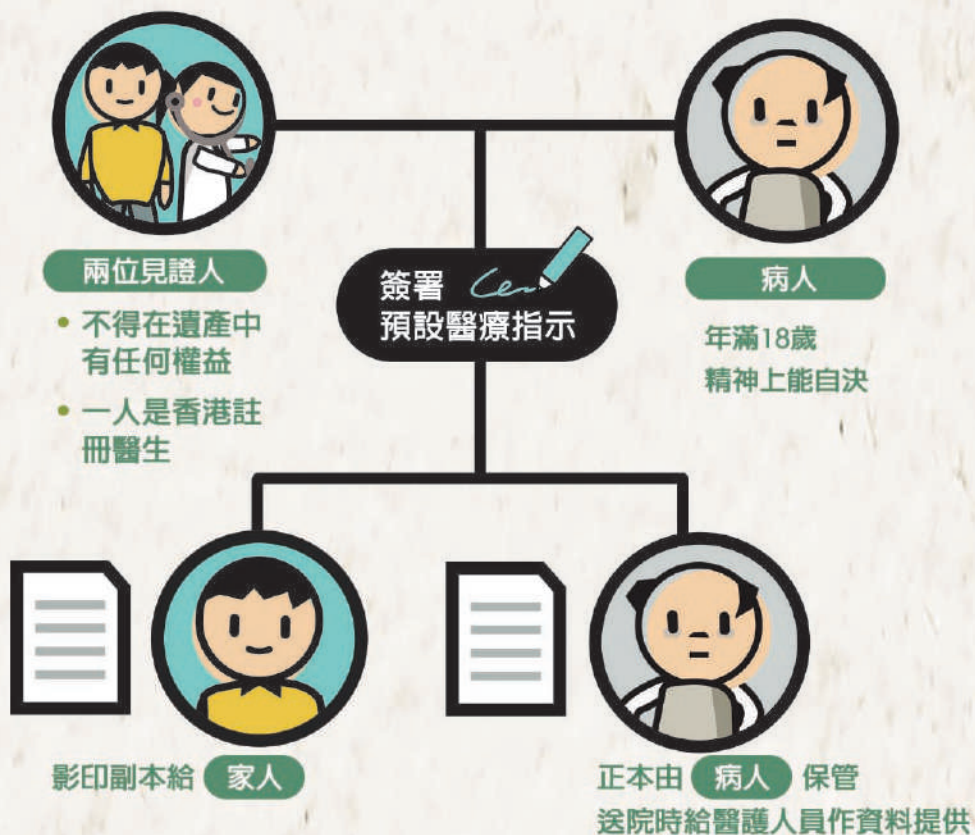 兩位見證人
• 不得在遺產中
有任何權益
• 一人是香港註
冊醫生
簽署
預設醫療指示
病人
年滿18歲
精神上能自決
影印副本給 家人
正本由 病人 保管
送院時給醫護人員作資料提供